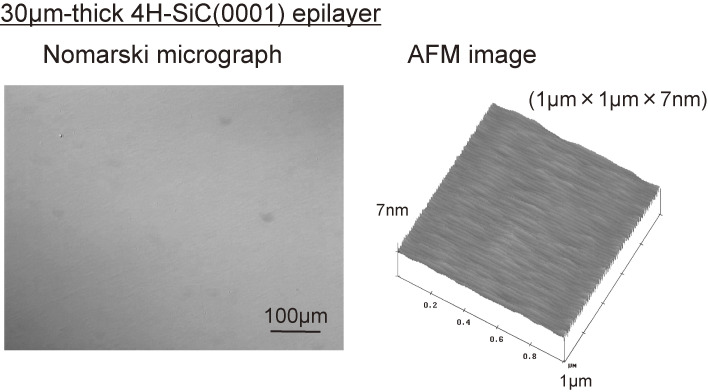 30µm-thick 4H-SiC(0001) epilayer
Nomarski micrograph
AFM image
(1µm×1µm×7nm)
7nm
100µm
0.2
0.4
0.6
0.8
µM
1µm